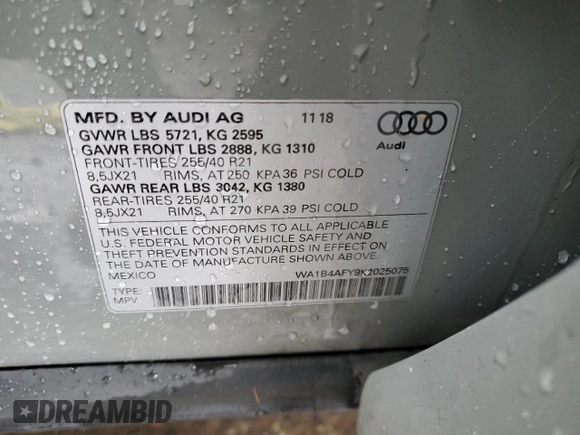 MFD. BY AUDI AG 11 18
GVWR LBS 5721, KG 2595
GAWR FRONT LBS 2888, KG 1310
FRONT-TIRES 255/40 R21
8,5JX21 RIMS, AT 250 KPA 36 PSI COLD
GAWR REAR LBS 3042, KG 1380
REAR-TIRES 255/40 R21
8,5JX21 RIMS, AT 270 KPA 39 PSI COLD
Audi
THIS VEHICLE CONFORMS TO ALL APPLICABLE
U.S. FEDERAL MOTOR VEHICLE SAFETY AND
THEFT PREVENTION STANDARDS IN EFFECT ON
THE DATE OF MANUFACTURE SHOWN ABOVE.
MEXICO WA1B4AFY9K2025075
TYPE:
MPV
DREAMBID